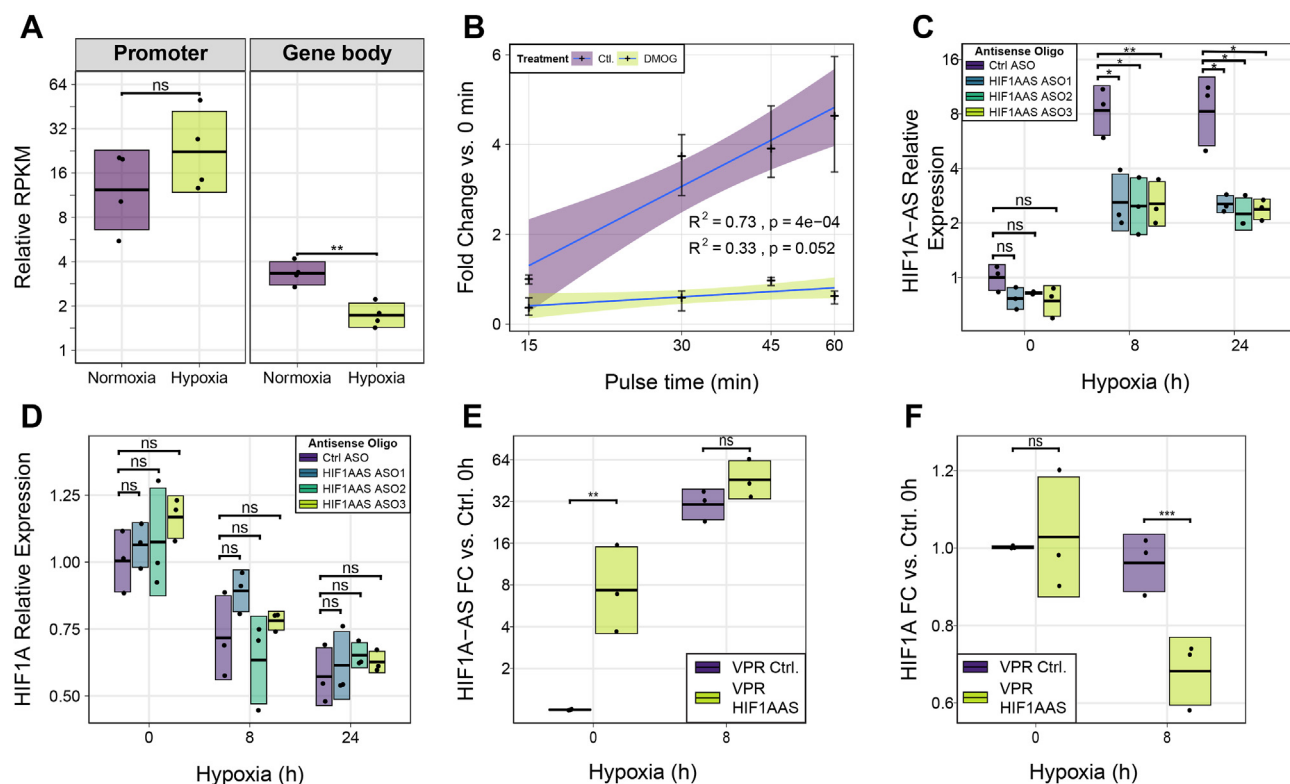 A
Promoter Gene body
Relative RPKM
64
32
16
8
4
2
1
ns
**
Normoxia Hypoxia Normoxia Hypoxia
B
Treatment Ctl. DMOG
Fold Change vs. 0 min
6
4
2
0
R² = 0.73 , p = 4e−04
R² = 0.33 , p = 0.052
15 30 45 60
Pulse time (min)
C
Antisense Oligo
Ctrl ASO
HIF1AAS ASO1
HIF1AAS ASO2
HIF1AAS ASO3
HIF1A−AS Relative
Expression
16
8
4
2
1
ns
ns
**
*
*
*
*
*
0 8 24
Hypoxia (h)
D
Antisense Oligo
Ctrl ASO
HIF1AAS ASO1
HIF1AAS ASO2
HIF1AAS ASO3
HIF1A Relative Expression
1.25
1.00
0.75
0.50
ns
ns
ns
ns
ns
ns
ns
ns
ns
0 8 24
Hypoxia (h)
E
HIF1A−AS FC vs. Ctrl. 0h
64
32
16
8
4
2
**
ns
VPR Ctrl.
VPR
HIF1AAS
0 8
Hypoxia (h)
F
HIF1A FC vs. Ctrl. 0h
1.2
1.0
0.8
0.6
ns
***
VPR Ctrl.
VPR
HIF1AAS
0 8
Hypoxia (h)